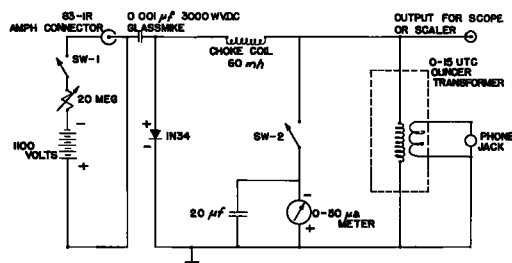 83-1R
AMPH CONNECTOR
0.001 µf 3000 WVDC
GLASSMIKE
CHOKE COIL
60 m/h
OUTPUT FOR SCOPE
OR SCALER
SW-1
20 MEG
-
1100
VOLTS
+
+
-
IN34
SW-2
20 µf
-
+
0-50 µa
METER
0-15 UTC
OUNCER
TRANSFORMER
PHONE
JACK